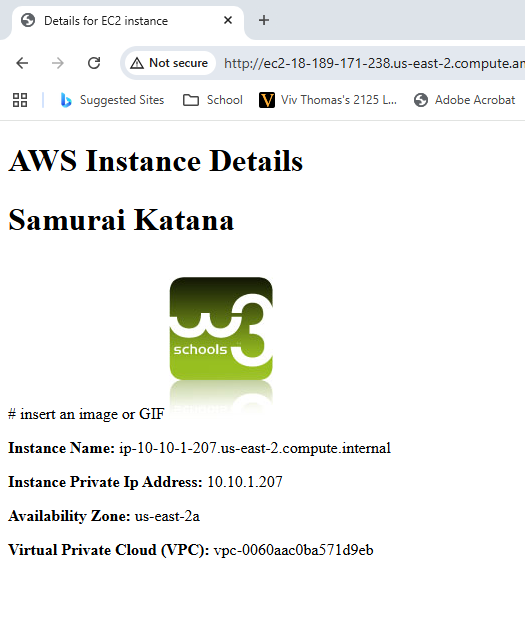 Details for EC2 instance
Not secure
http://ec2-18-189-171-238.us-east-2.compute.am
Suggested Sites
School
Viv Thomas's 2125 L...
Adobe Acrobat
AWS Instance Details
Samurai Katana
w3
schools
# insert an image or GIF
Instance Name: ip-10-10-1-207.us-east-2.compute.internal
Instance Private Ip Address: 10.10.1.207
Availability Zone: us-east-2a
Virtual Private Cloud (VPC): vpc-0060aac0ba571d9eb